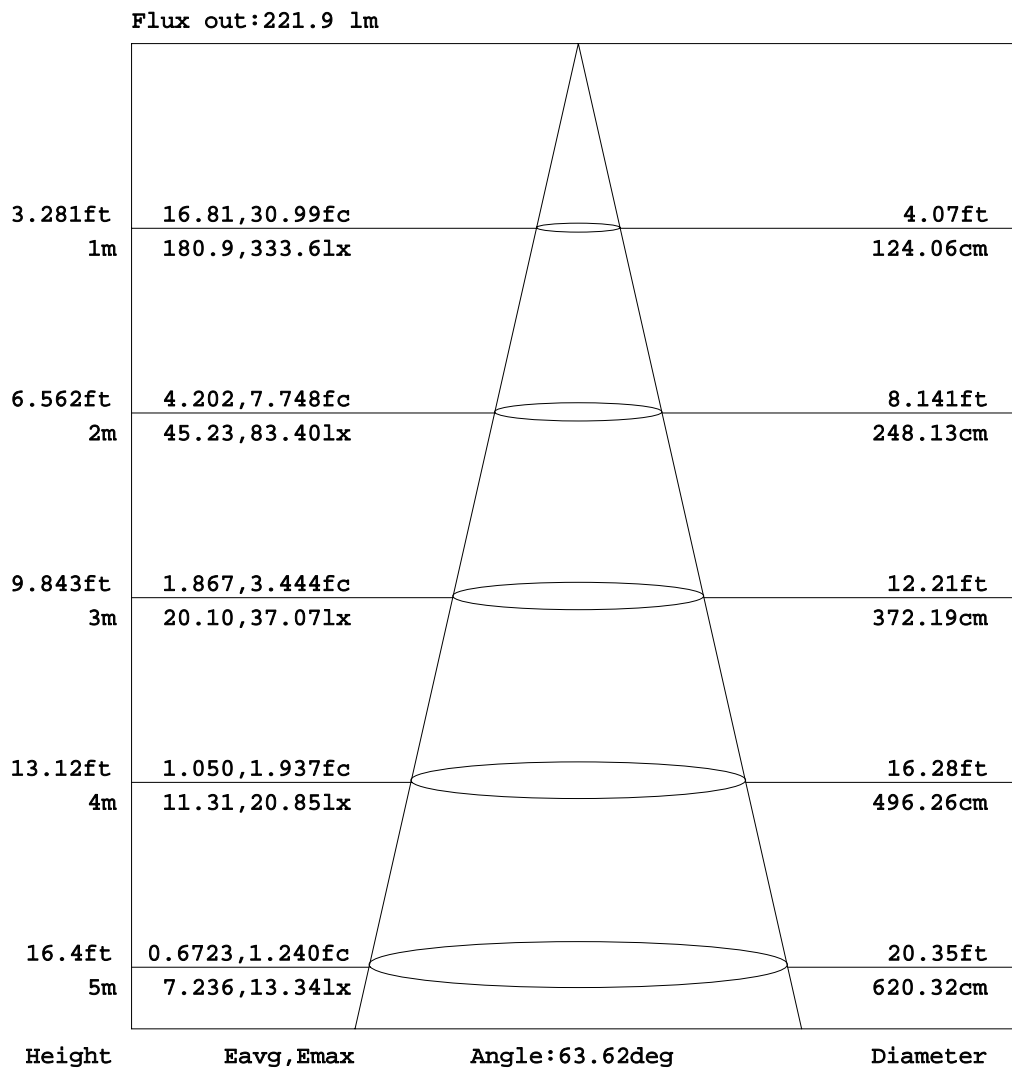 Flux out:221.9 lm
3.281ft 16.81,30.99fc 4.07ft
1m 180.9,333.6lx 124.06cm
6.562ft 4.202,7.748fc 8.141ft
2m 45.23,83.40lx 248.13cm
9.843ft 1.867,3.444fc 12.21ft
3m 20.10,37.07lx 372.19cm
13.12ft 1.050,1.937fc 16.28ft
4m 11.31,20.85lx 496.26cm
16.4ft 0.6723,1.240fc 20.35ft
5m 7.236,13.34lx 620.32cm
Height Eavg,Emax Angle:63.62deg Diameter